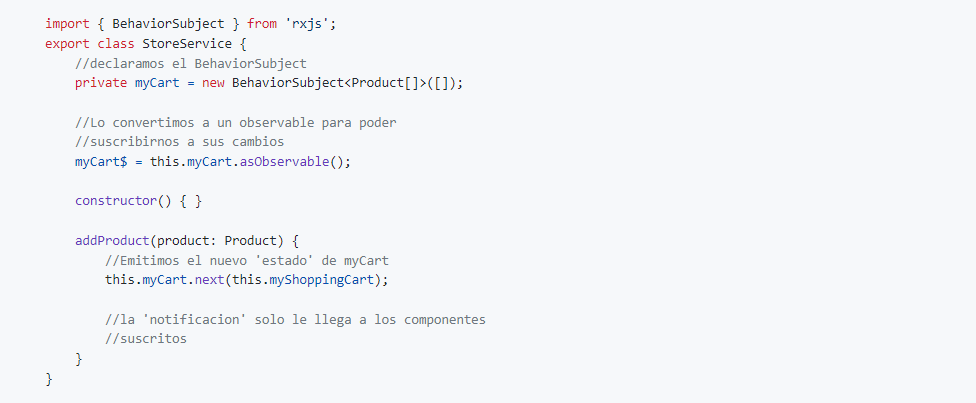 import { BehaviorSubject } from 'rxjs';
export class StoreService {
//declaramos el BehaviorSubject
private myCart = new BehaviorSubject<Product[]>([]);
//Lo convertimos a un observable para poder
//suscribirnos a sus cambios
myCart$ = this.myCart.asObservable();
constructor() { }
addProduct(product: Product) {
//Emitimos el nuevo 'estado' de myCart
this.myCart.next(this.myShoppingCart);
//la 'notificacion' solo le llega a los componentes
//suscritos
}
}